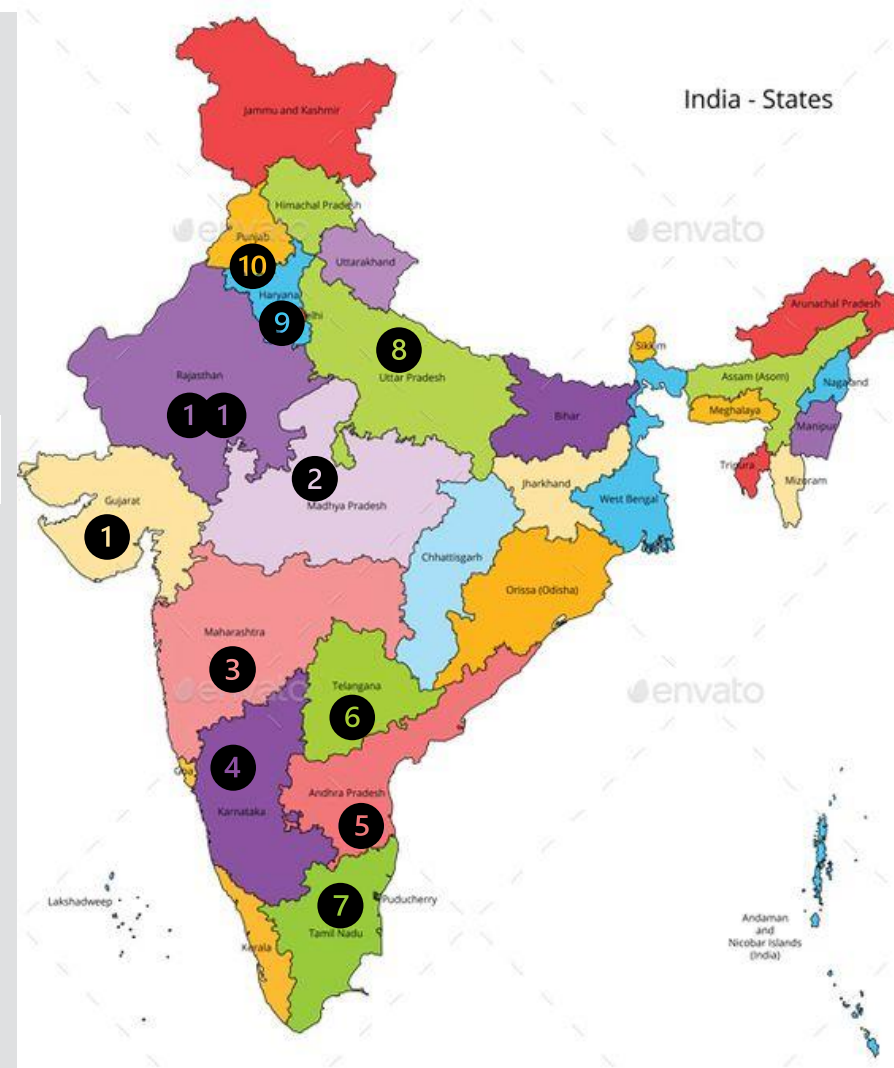 India - States
Jammu and Kashmir
Himachal Pradesh
envato
envato
Punjab
10
Uttarakhand
Haryana
Arunachal Pradesh
9
elhi
Sikkim
8
Rajasthan
Uttar Pradesh
Assam (Asom)
Nagaland
1 1
Bihar
Meghalaya
Manipur
Tripura
2
Jharkhand
Mizoram
Gujarat
Madhya Pradesh
West Bengal
1
Chhattisgarh
Orissa (Odisha)
Maharashtra
3
envato
envato
Telangana
6
4
Goa
Andhra Pradesh
Karnataka
5
Lakshadweep
7
Puducherry
Tamil Nadu
Kerala
Andaman
and
Nicobar Islands
(India)